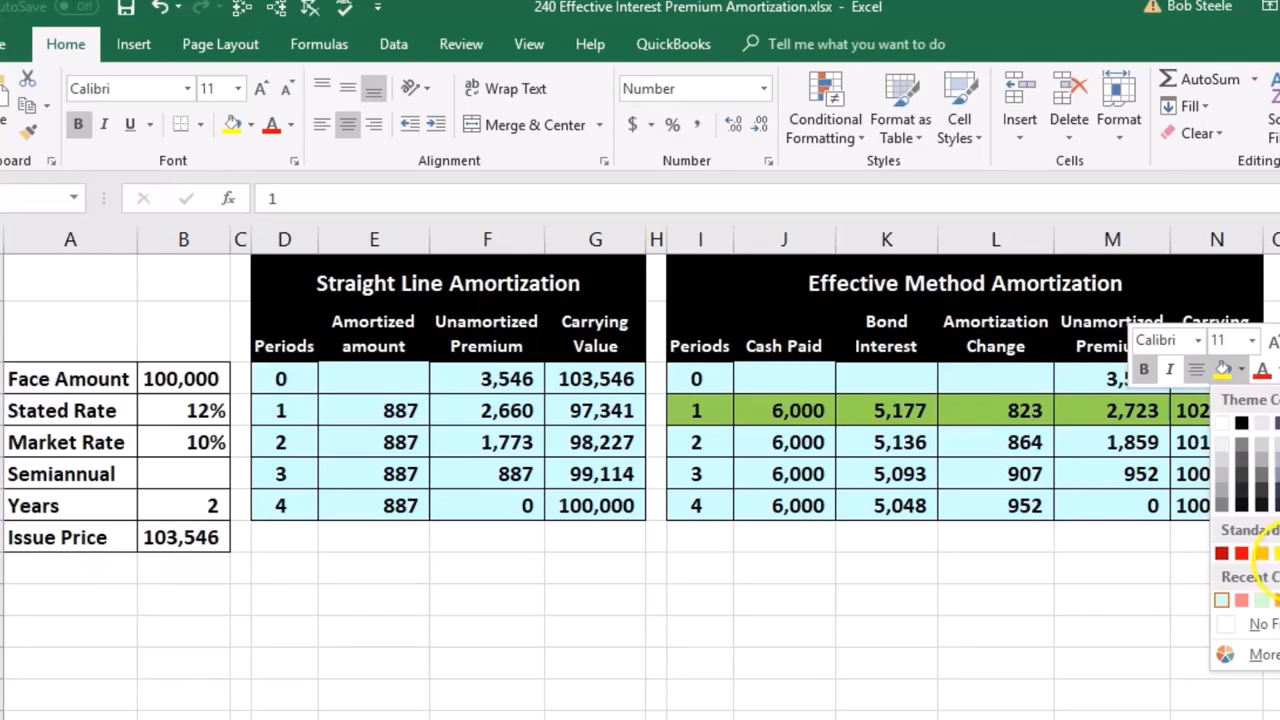 AutoSave Off 240 Effective Interest Premium Amortization.xlsx - Excel Bob Steele
Home Insert Page Layout Formulas Data Review View Help QuickBooks Tell me what you want to do
Calibri 11 Wrap Text Number AutoSum
B I U A Merge & Center $ % , Conditional Formatting Format as Table Cell Styles Insert Delete Format Fill Clear
Font Alignment Number Styles Cells Editing
fx 1
A B C D E F G H I J K L M N
Straight Line Amortization Effective Method Amortization
Periods Amortized amount Unamortized Premium Carrying Value Periods Cash Paid Bond Interest Amortization Change
Face Amount 100,000 0 3,546 103,546 0
Stated Rate 12% 1 887 2,660 97,341 1 6,000 5,177 823 2,723 102
Market Rate 10% 2 887 1,773 98,227 2 6,000 5,136 864 1,859 101
Semiannual 3 887 887 99,114 3 6,000 5,093 907 952 100
Years 2 4 887 0 100,000 4 6,000 5,048 952 0 100
Issue Price 103,546
Calibri 11
B I A
Theme
Standard
Recent
No
More